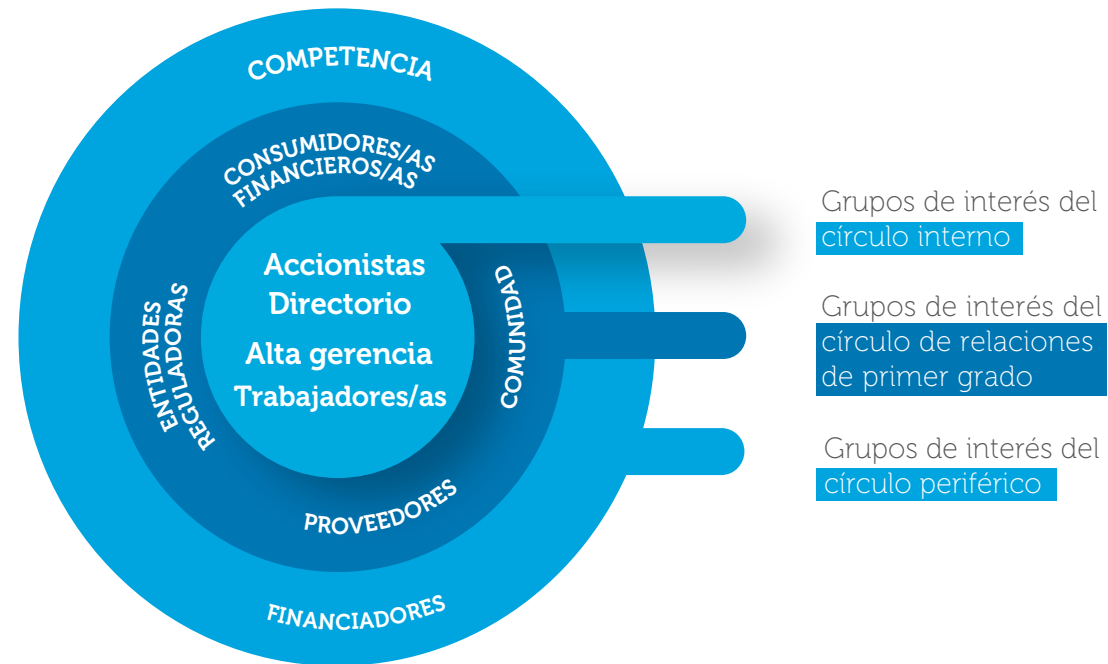 COMPETENCIA
CONSUMIDORES/AS
FINANCIEROS/AS
ENTIDADES
REGULADORAS
COMUNIDAD
PROVEEDORES
FINANCIADORES
Accionistas
Directorio
Alta gerencia
Trabajadores/as
Grupos de interés del
círculo interno
Grupos de interés del
círculo de relaciones
de primer grado
Grupos de interés del
círculo periférico